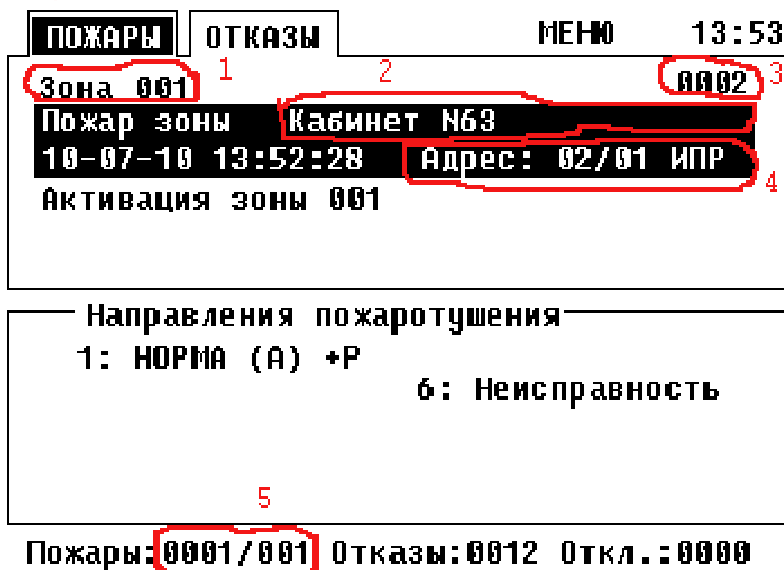 ПОЖАРЫ ОТКАЗЫ МЕНЮ 13:53
Зона 001 1 2 0002 3
Пожар зоны Кабинет N63
10-07-10 13:52:28 Адрес: 02/01 ИПР 4
Активация зоны 001
Направления пожаротушения
1: НОРМА (А) +Р
6: Неисправность
5
Пожары:0001/001 Отказы:0012 Откл.:0000